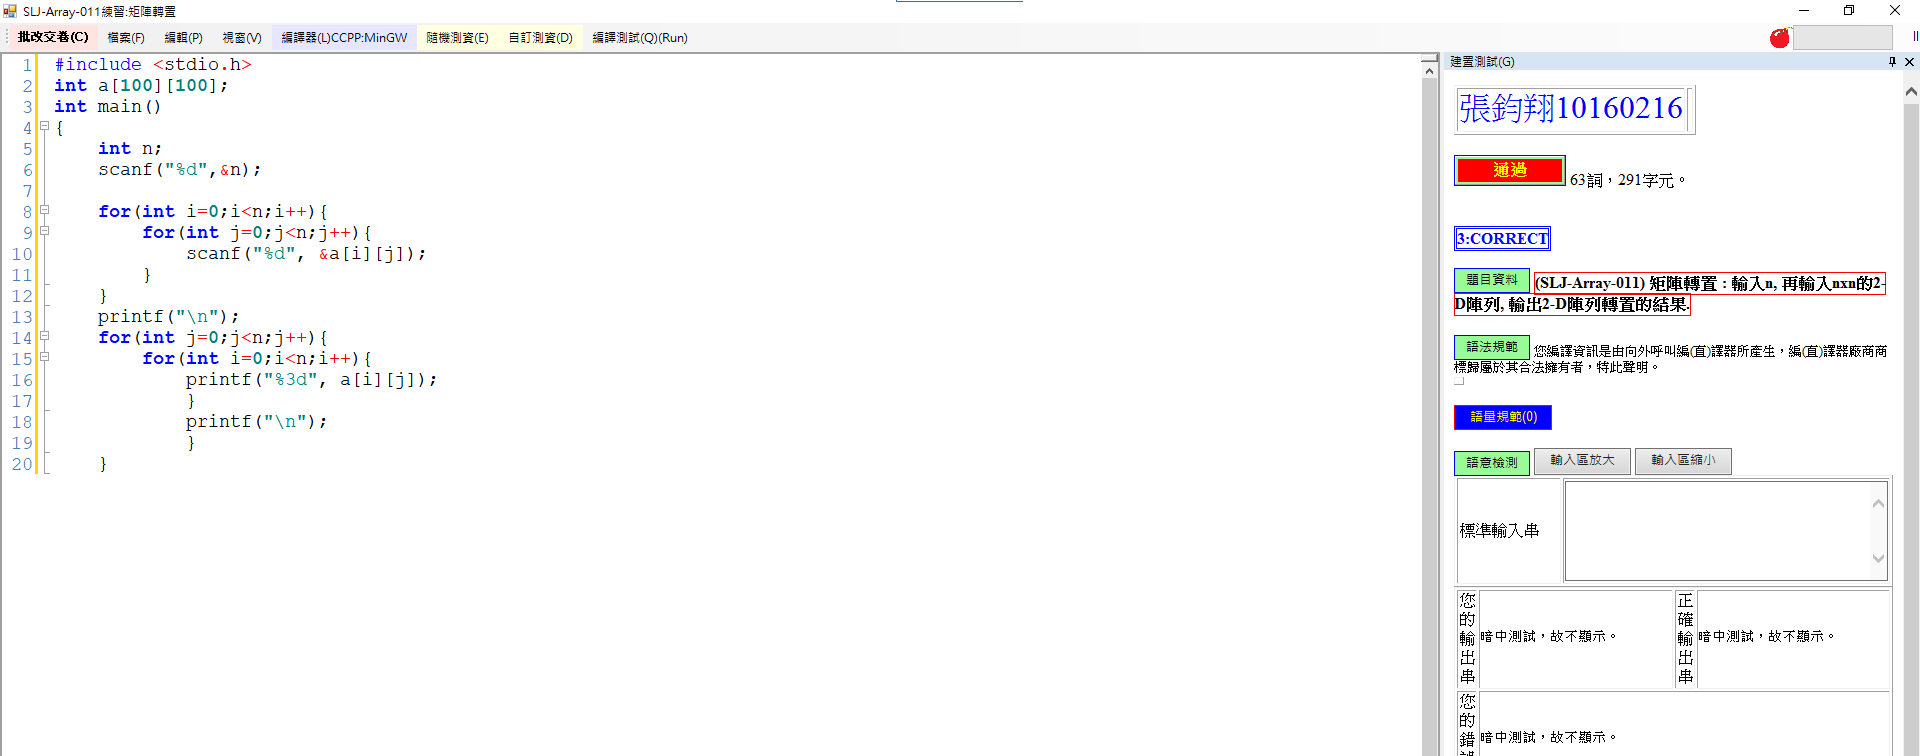 SLJ-Array-011練習:矩陣轉置
批改交卷(C) 檔案(F) 編輯(P) 視窗(V) 編譯器(L)CCPP:MinGW 隨機測資(E) 自訂測資(D) 編譯測試(Q)(Run)
1 #include <stdio.h>
2 int a[100][100];
3 int main()
4 {
5 int n;
6 scanf("%d",&n);
7
8 for(int i=0;i<n;i++){
9 for(int j=0;j<n;j++){
10 scanf("%d", &a[i][j]);
11 }
12 }
13 printf("\n");
14 for(int j=0;j<n;j++){
15 for(int i=0;i<n;i++){
16 printf("%3d", a[i][j]);
17 }
18 printf("\n");
19 }
20 }
建置測試(G)
張鈞翔10160216
通過 63詞，291字元。
3:CORRECT
題目資料 (SLJ-Array-011) 矩陣轉置 : 輸入n, 再輸入nxn的2-
D陣列, 輸出2-D陣列轉置的結果.
語法規範 您編譯資訊是由向外呼叫編(直)譯器所產生，編(直)譯器廠商商
標歸屬於其合法擁有者，特此聲明。
語量規範(0)
語意檢測 輸入區放大 輸入區縮小
標準輸入串
您的輸出串 暗中測試，故不顯示。 正確輸出串 暗中測試，故不顯示。
您的錯 暗中測試，故不顯示。